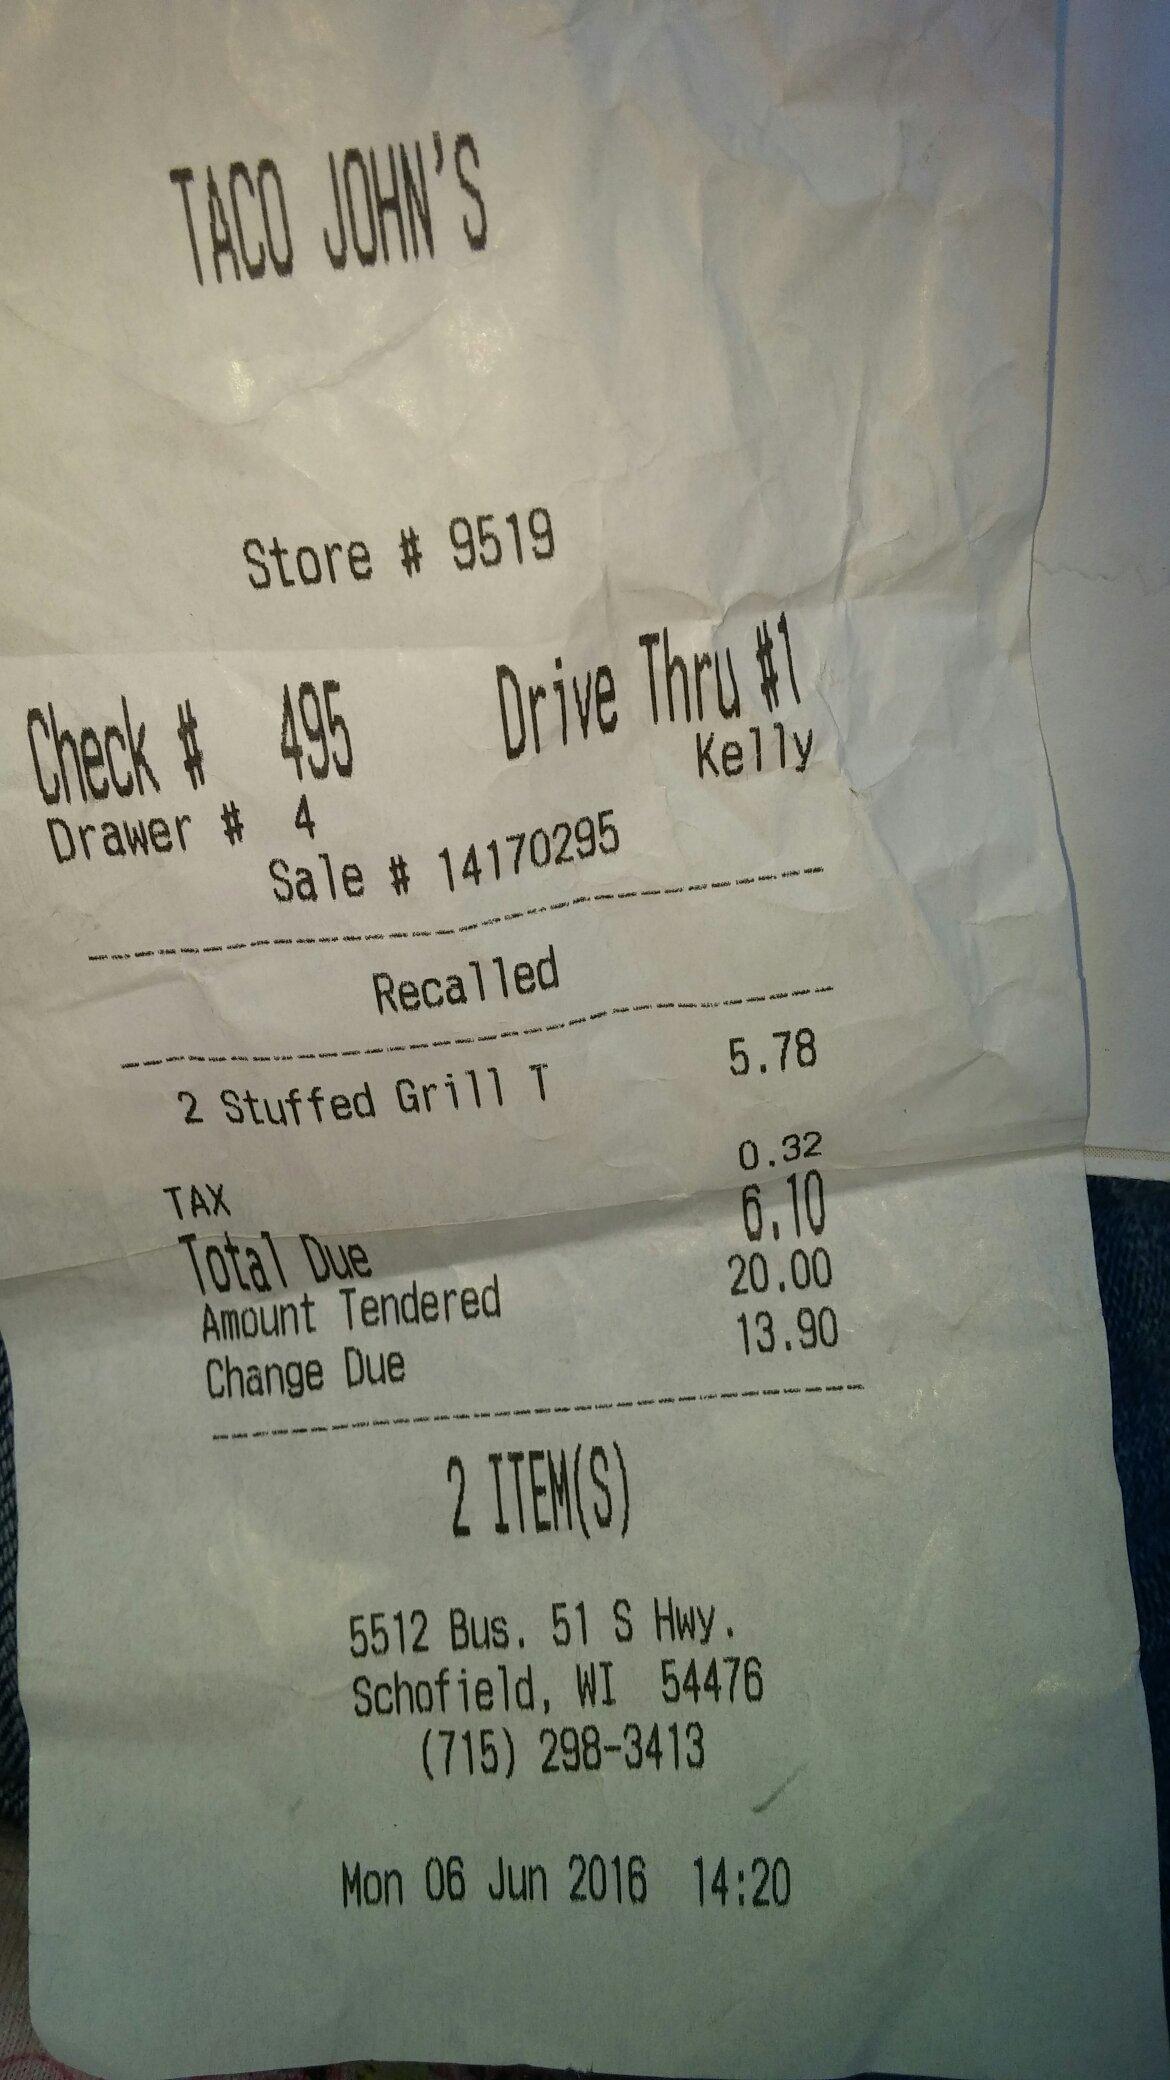 TACO JOHN'S
Store # 9519
Check # 495 Drive Thru #1
Kelly
Drawer # 4
Sale # 14170295
Recalled
2 Stuffed Grill T 5.78
TAX 0.32
Total Due 6.10
Amount Tendered 20.00
Change Due 13.90
2 ITEM(S)
5512 Bus. 51 S Hwy.
Schofield, WI 54476
(715) 298-3413
Mon 06 Jun 2016 14:20